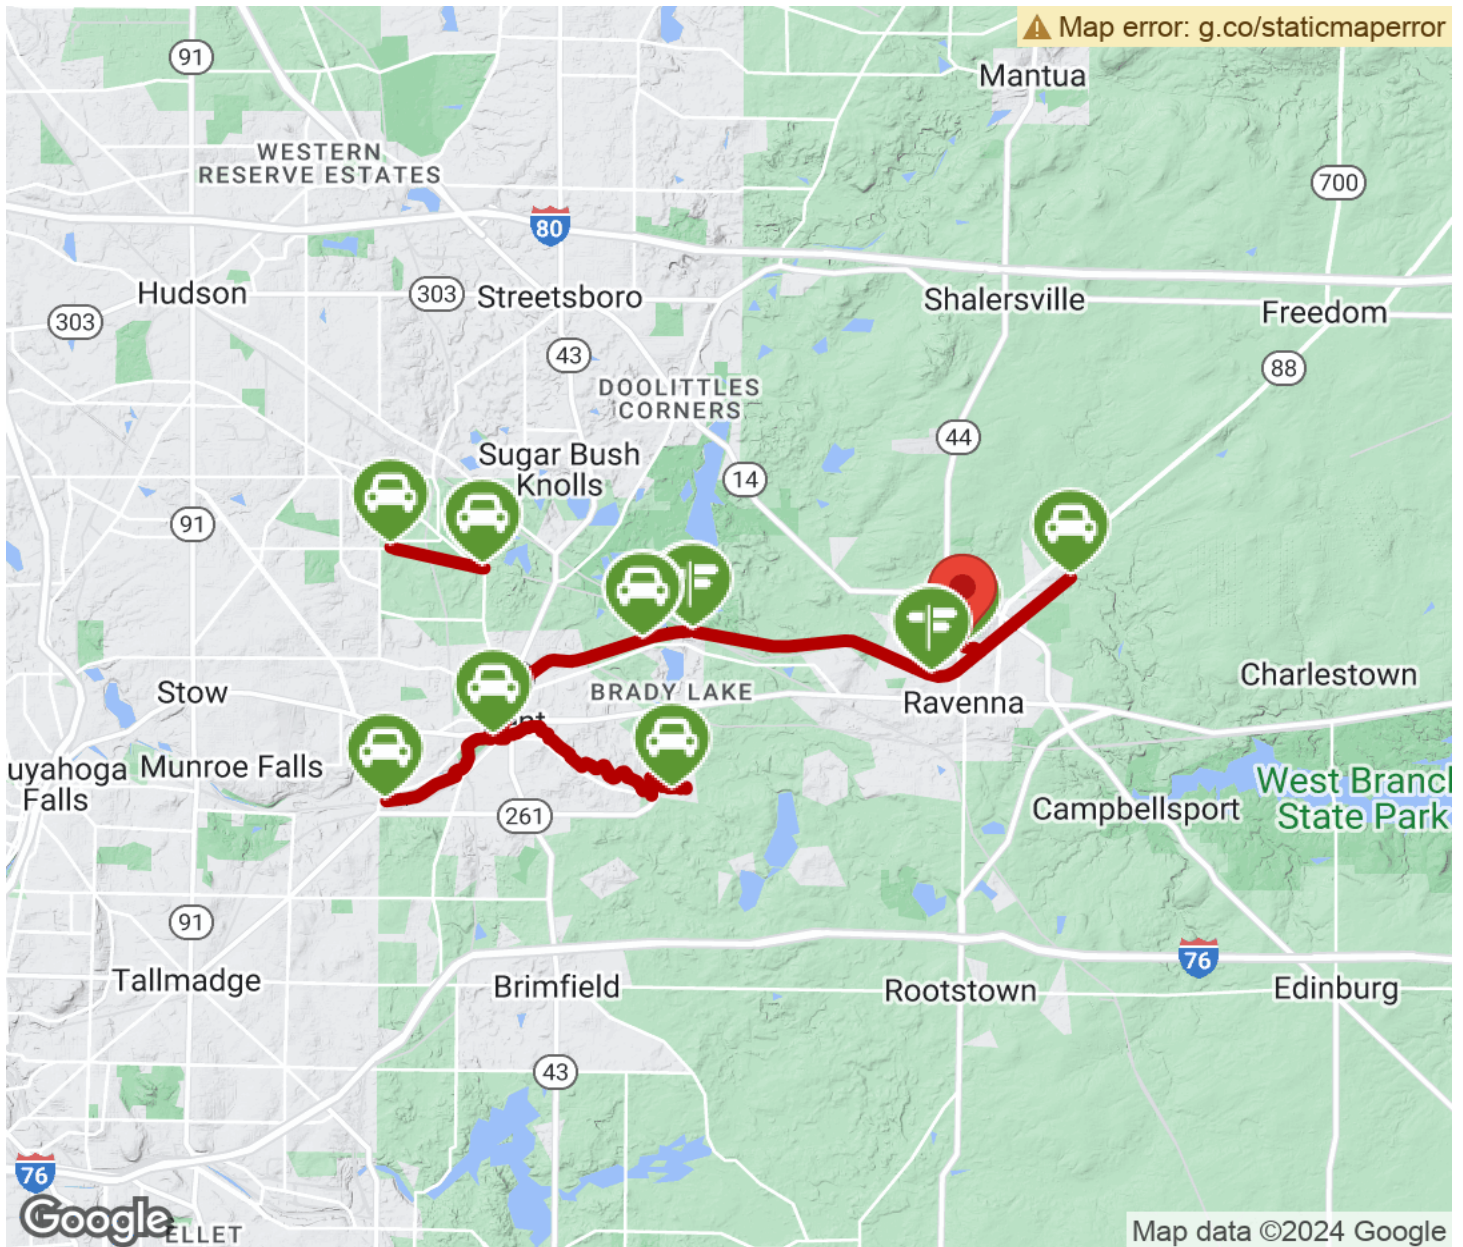 Map error: g.co/staticmaperror
91
Mantua
WESTERN
RESERVE ESTATES
700
80
Hudson
303
Streetsboro
Shalersville
Freedom
303
43
88
DOOLITTLES
CORNERS
44
Sugar Bush
Knolls
14
91
Stow
BRADY LAKE
Charlestown
Ravenna
ent
uyahoga
Falls
Munroe Falls
West Branch
State Park
Campbellsport
261
91
76
Tallmadge
Brimfield
Rootstown
Edinburg
43
76
Google
ELLET
Map data ©2024 Google